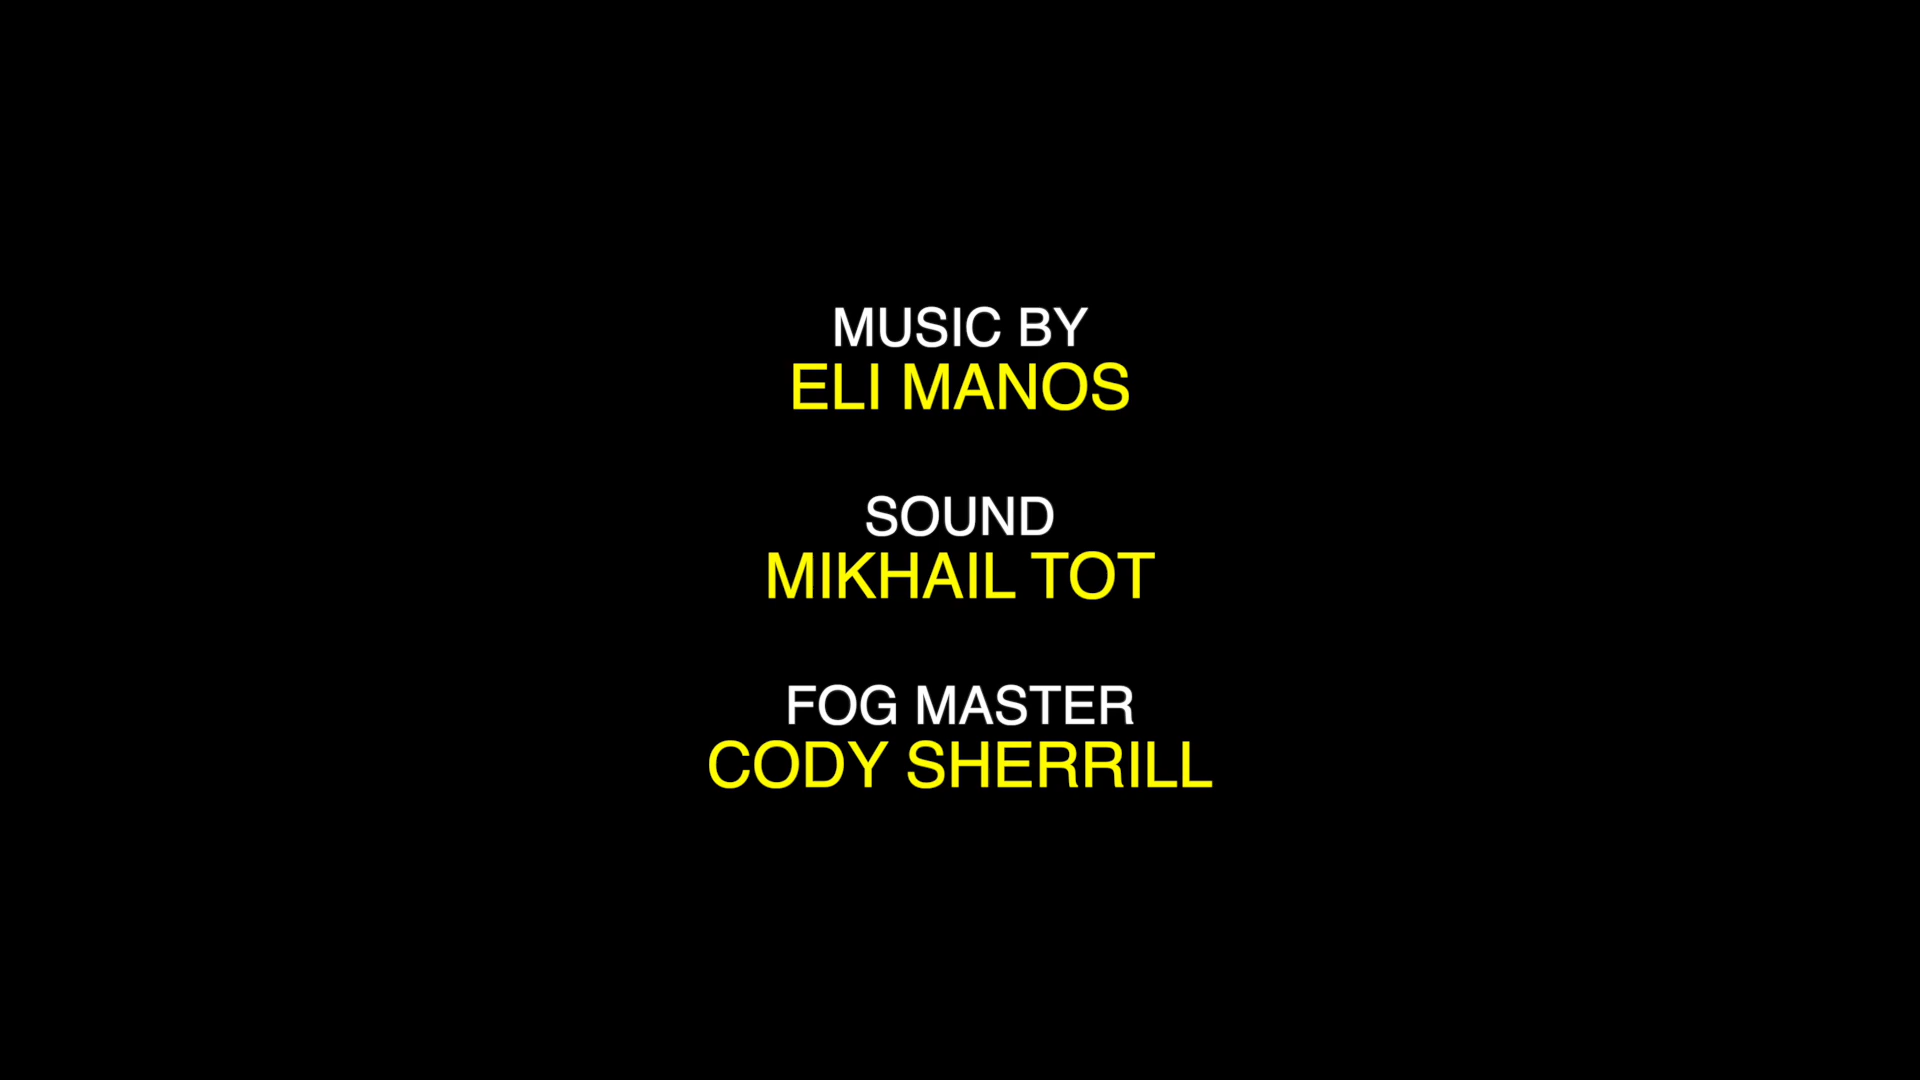 MUSIC BY
ELI MANOS
SOUND
MIKHAIL TOT
FOG MASTER
CODY SHERRILL